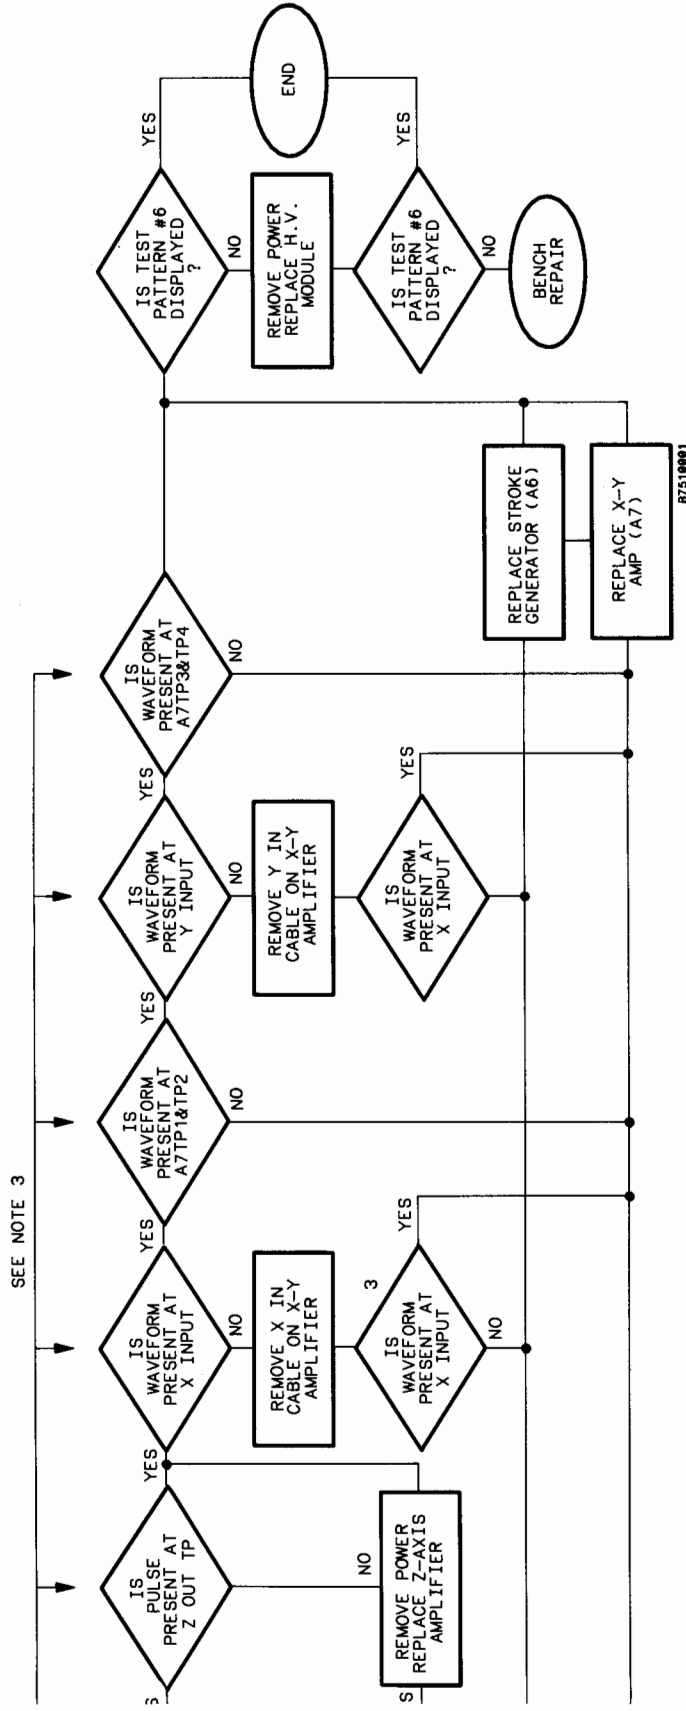 SEE NOTE 3
S
IS
PULSE
PRESENT AT
Z OUT TP
YES
NO
S
REMOVE POWER
REPLACE Z-AXIS
AMPLIFIER
IS
WAVEFORM
PRESENT AT
X INPUT
YES
NO
REMOVE X IN
CABLE ON X-Y
AMPLIFIER
3
IS
WAVEFORM
PRESENT AT
X INPUT
YES
NO
IS
WAVEFORM
PRESENT AT
A7TP1&TP2
YES
NO
IS
WAVEFORM
PRESENT AT
Y INPUT
YES
NO
REMOVE Y IN
CABLE ON X-Y
AMPLIFIER
IS
WAVEFORM
PRESENT AT
X INPUT
YES
IS
WAVEFORM
PRESENT AT
A7TP3&TP4
NO
REPLACE STROKE
GENERATOR (A6)
REPLACE X-Y
AMP (A7)
IS TEST
PATTERN #6
DISPLAYED
?
YES
NO
REMOVE POWER
REPLACE H.V.
MODULE
IS TEST
PATTERN #6
DISPLAYED
?
YES
NO
END
BENCH
REPAIR